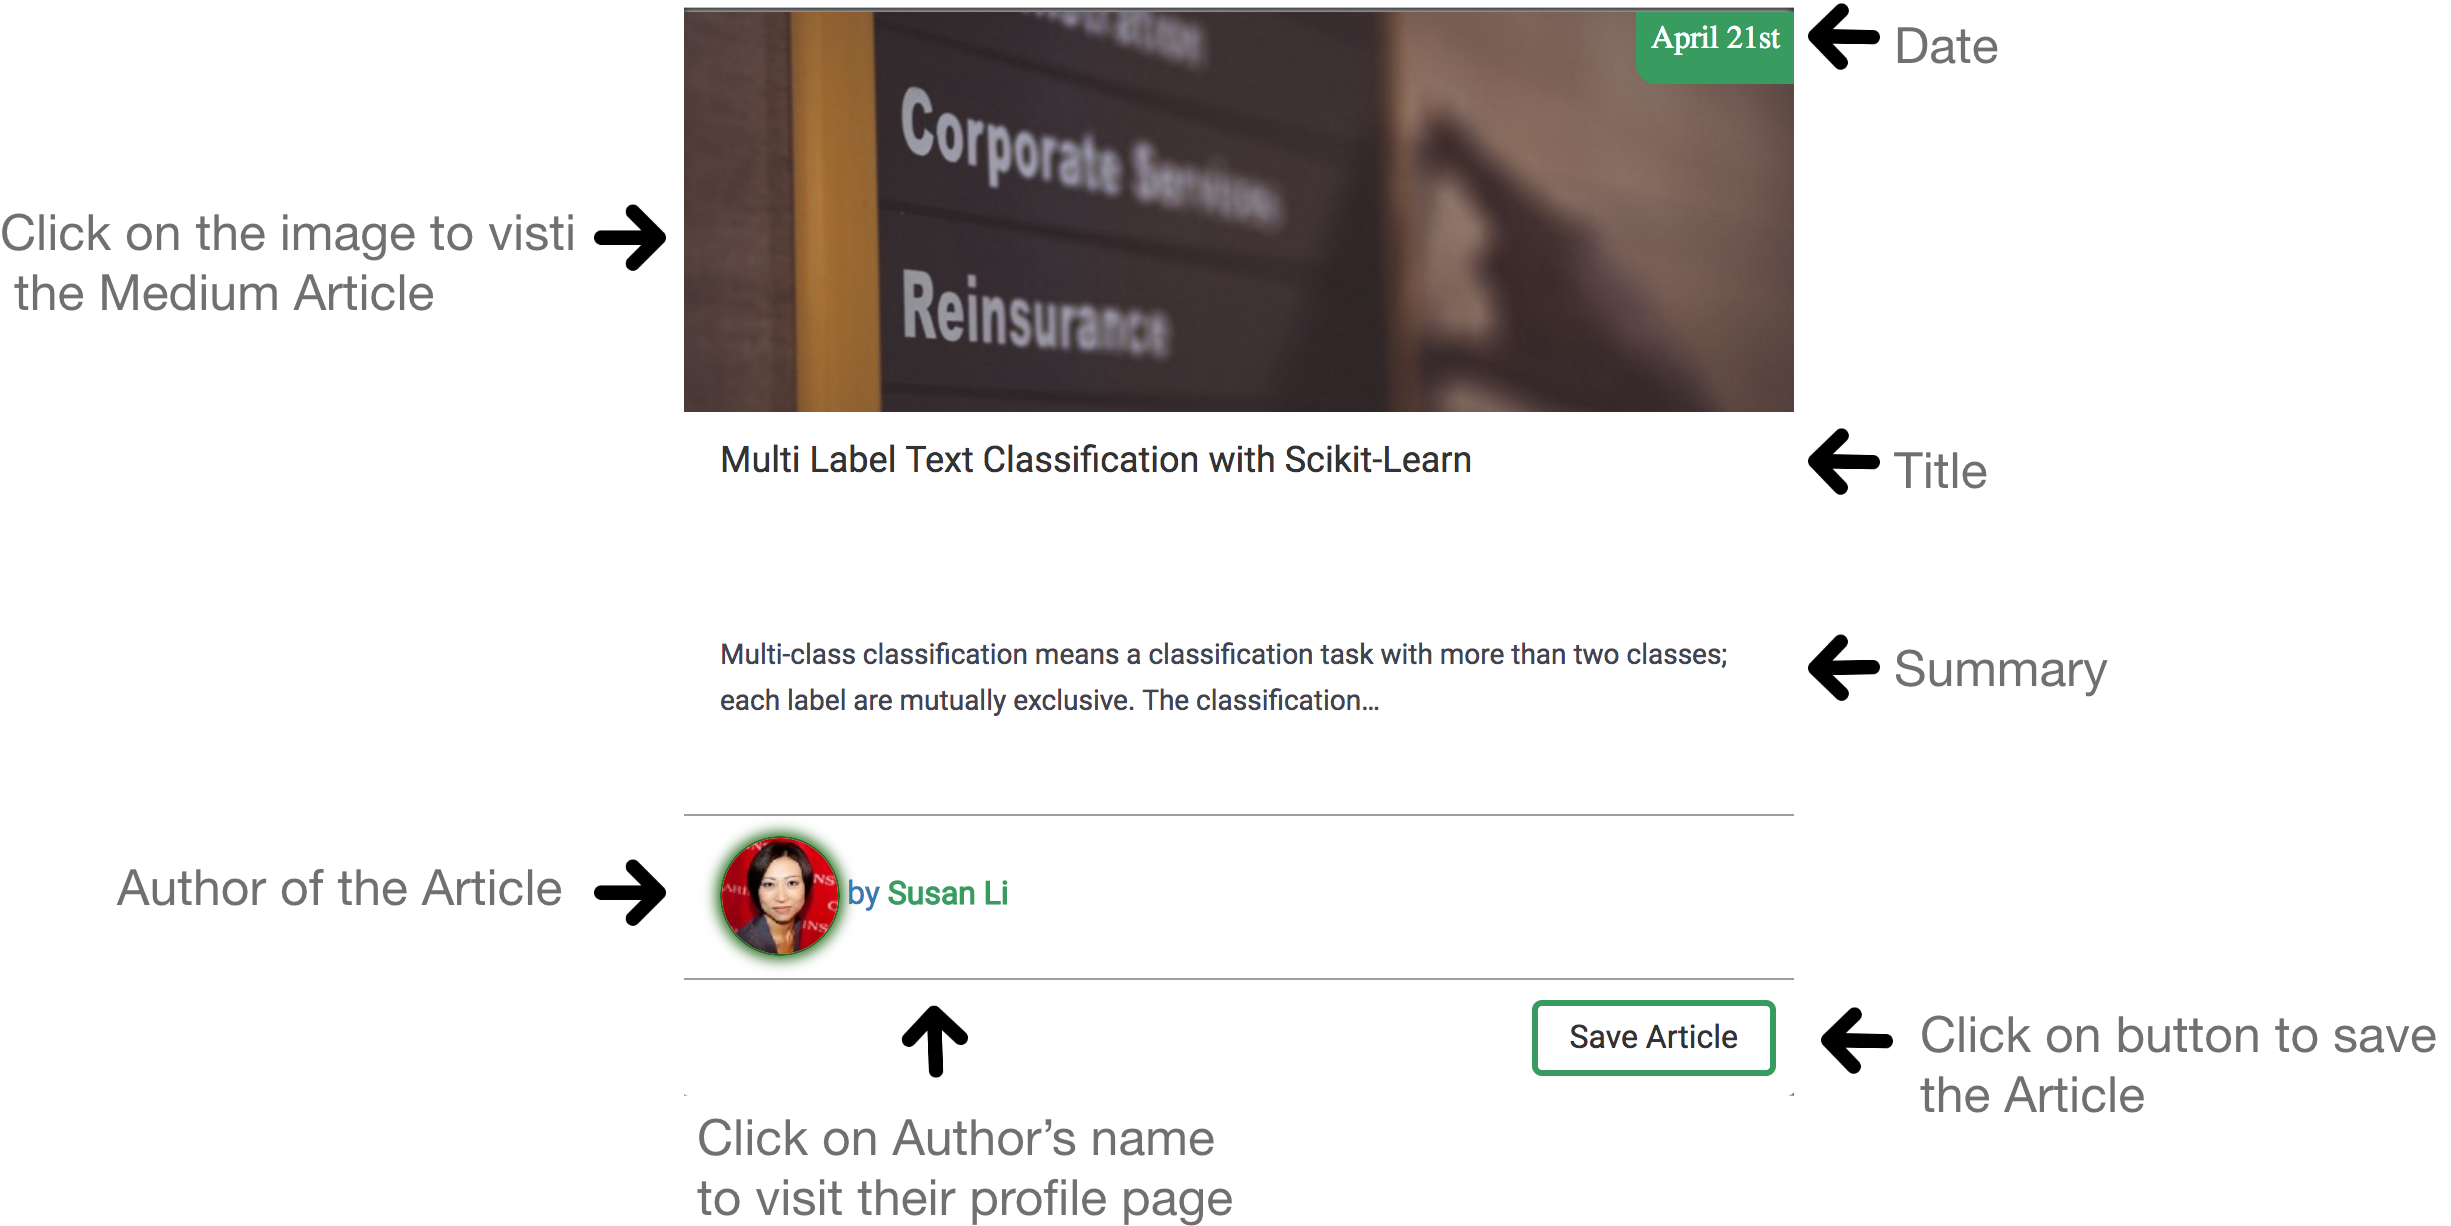 April 21st
Date
Corporate Services
Click on the image to visti
the Medium Article
Reinsurance
Multi Label Text Classification with Scikit-Learn
Title
Multi-class classification means a classification task with more than two classes;
each label are mutually exclusive. The classification...
Summary
Author of the Article
by Susan Li
Save Article
Click on button to save
the Article
Click on Author’s name
to visit their profile page